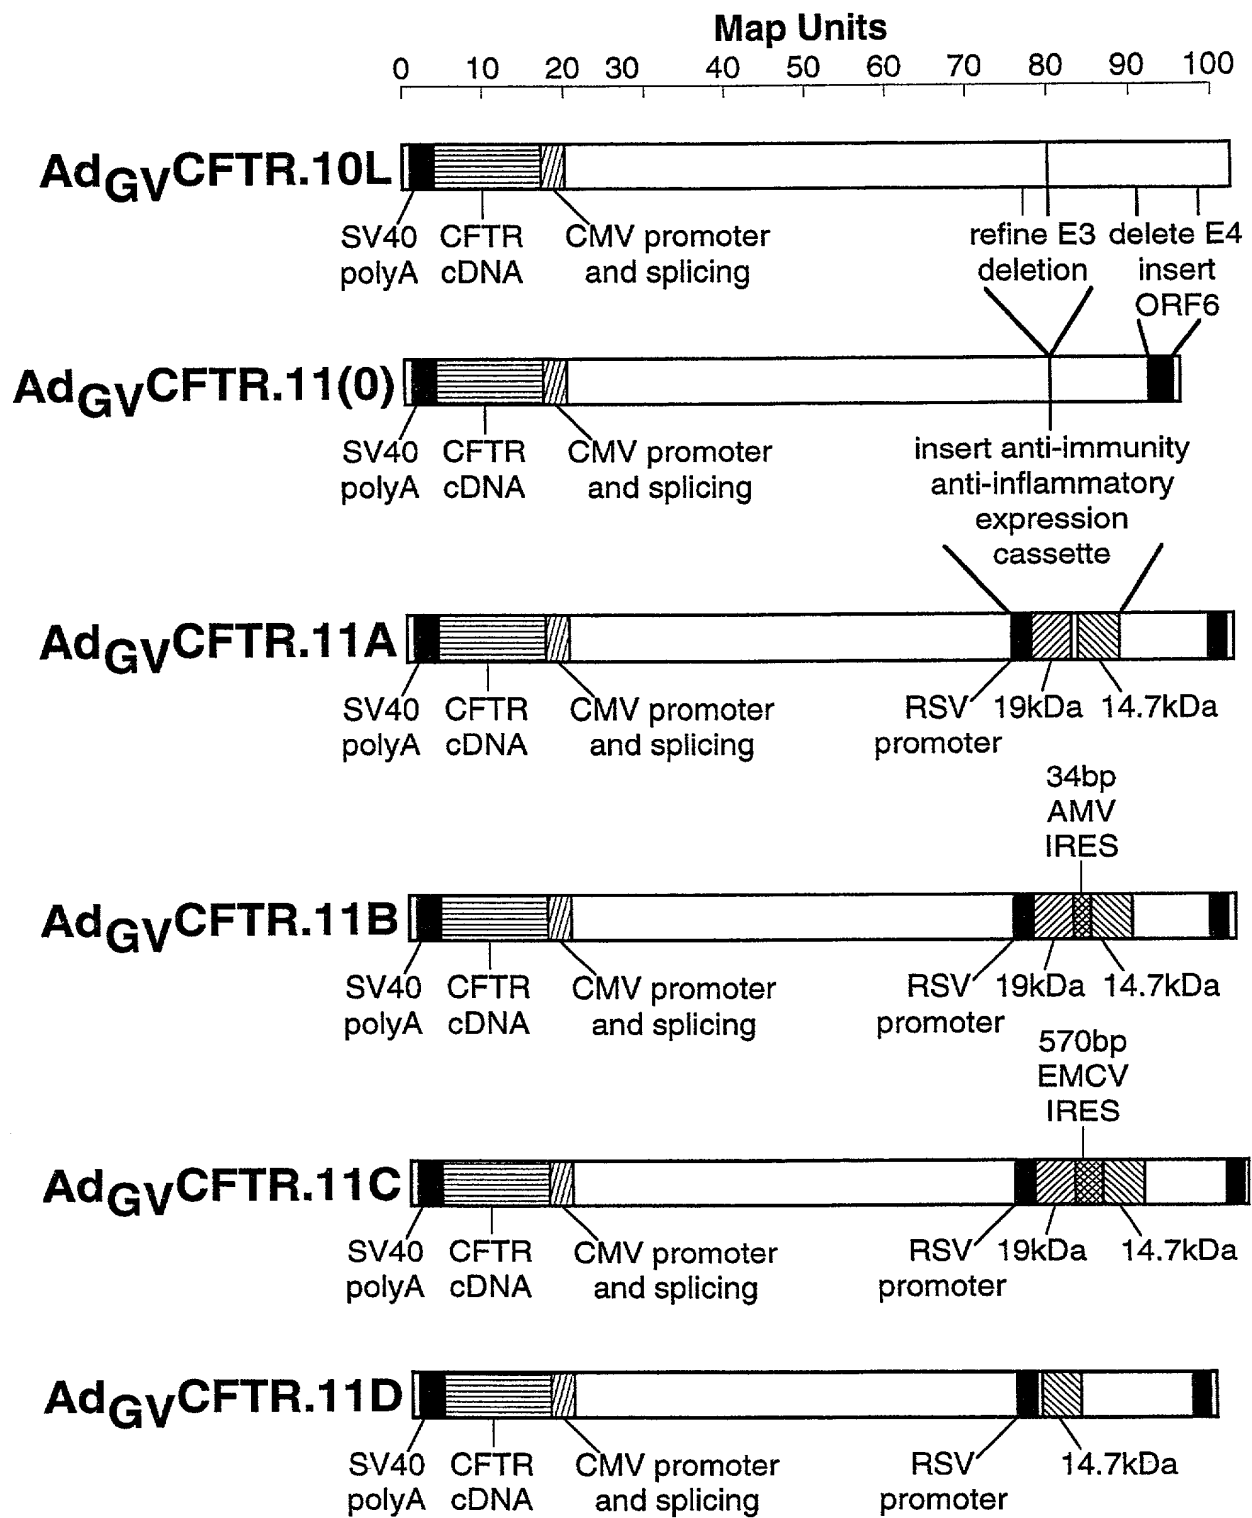 Map Units
0 10 20 30 40 50 60 70 80 90 100
AdGVCFTR.10L
SV40 CFTR CMV promoter refine E3 delete E4
polyA cDNA and splicing deletion insert
ORF6
AdGVCFTR.11(0)
SV40 CFTR CMV promoter insert anti-immunity
polyA cDNA and splicing anti-inflammatory
expression
cassette
AdGVCFTR.11A
SV40 CFTR CMV promoter RSV 19kDa 14.7kDa
polyA cDNA and splicing promoter
34bp
AMV
IRES
AdGVCFTR.11B
SV40 CFTR CMV promoter RSV 19kDa 14.7kDa
polyA cDNA and splicing promoter
570bp
EMCV
IRES
AdGVCFTR.11C
SV40 CFTR CMV promoter RSV 19kDa 14.7kDa
polyA cDNA and splicing promoter
AdGVCFTR.11D
SV40 CFTR CMV promoter RSV 14.7kDa
polyA cDNA and splicing promoter